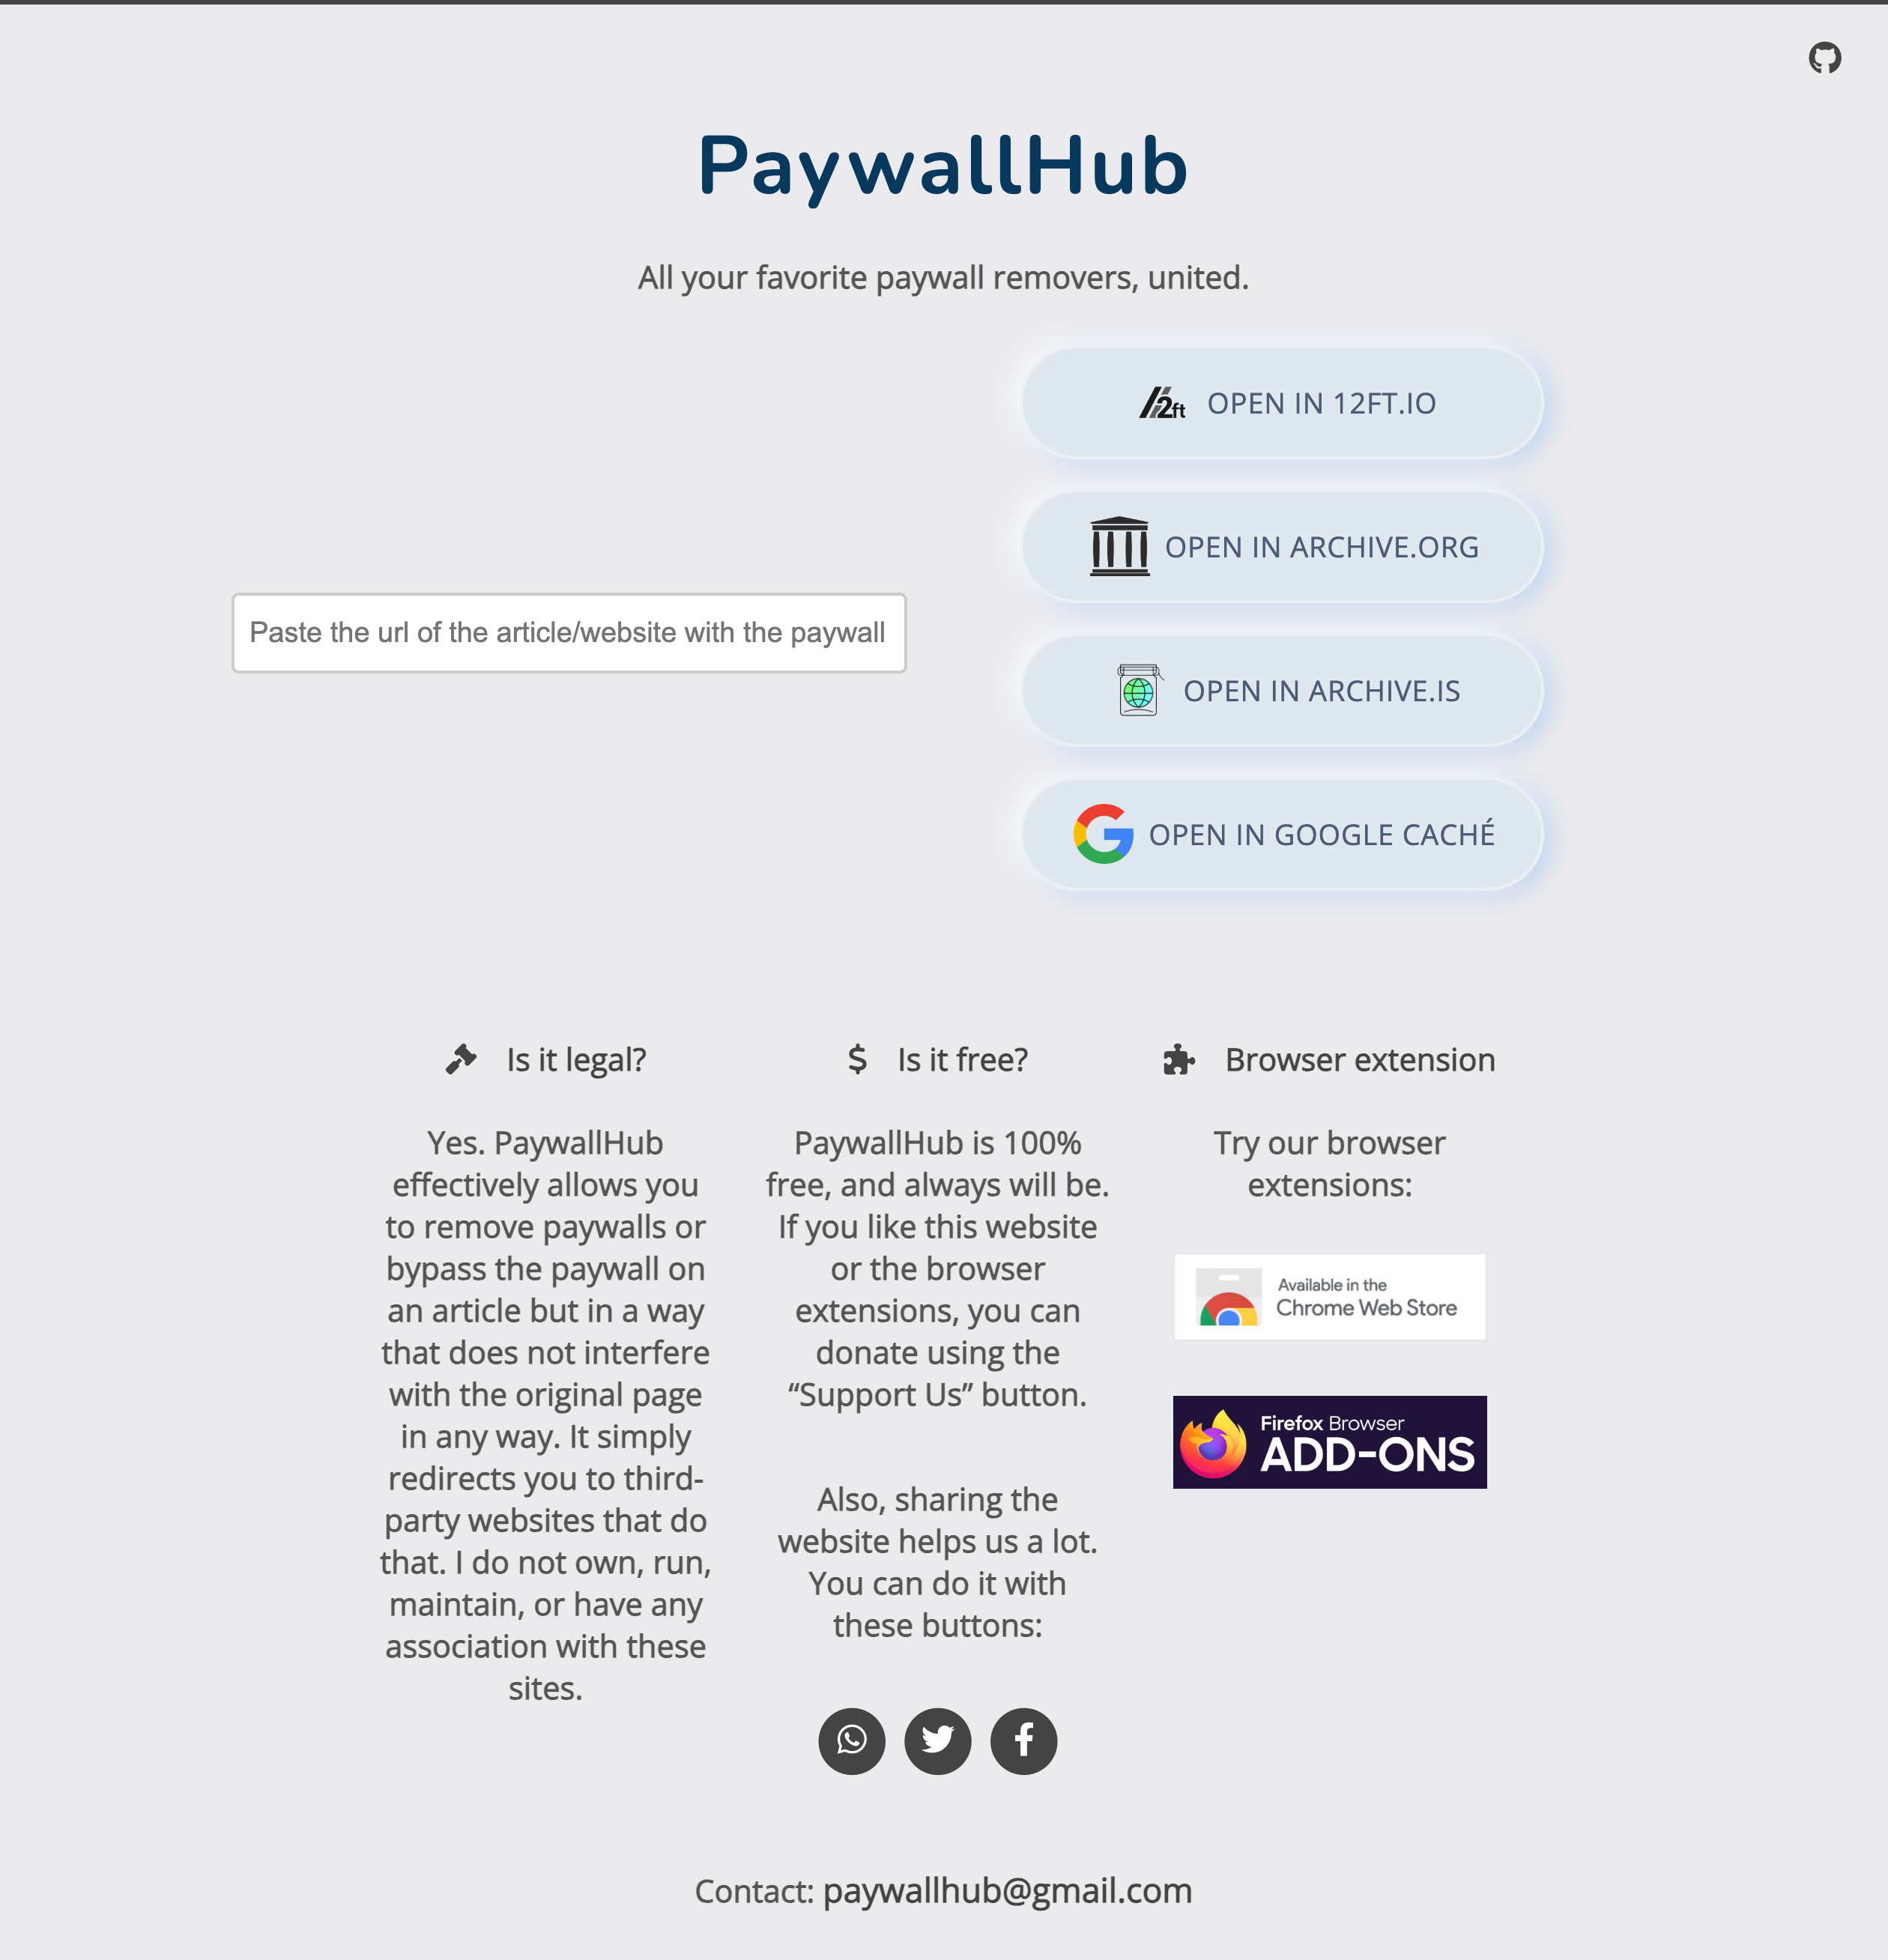 PaywallHub
All your favorite paywall removers, united.
Paste the url of the article/website with the paywall
12ft OPEN IN 12FT.IO
OPEN IN ARCHIVE.ORG
OPEN IN ARCHIVE.IS
OPEN IN GOOGLE CACHÉ
Is it legal?
Yes. PaywallHub
effectively allows you
to remove paywalls or
bypass the paywall on
an article but in a way
that does not interfere
with the original page
in any way. It simply
redirects you to third-
party websites that do
that. I do not own, run,
maintain, or have any
association with these
sites.
Is it free?
PaywallHub is 100%
free, and always will be.
If you like this website
or the browser
extensions, you can
donate using the
“Support Us” button.
Also, sharing the
website helps us a lot.
You can do it with
these buttons:
Browser extension
Try our browser
extensions:
Available in the
Chrome Web Store
Firefox Browser
ADD-ONS
Contact: paywallhub@gmail.com